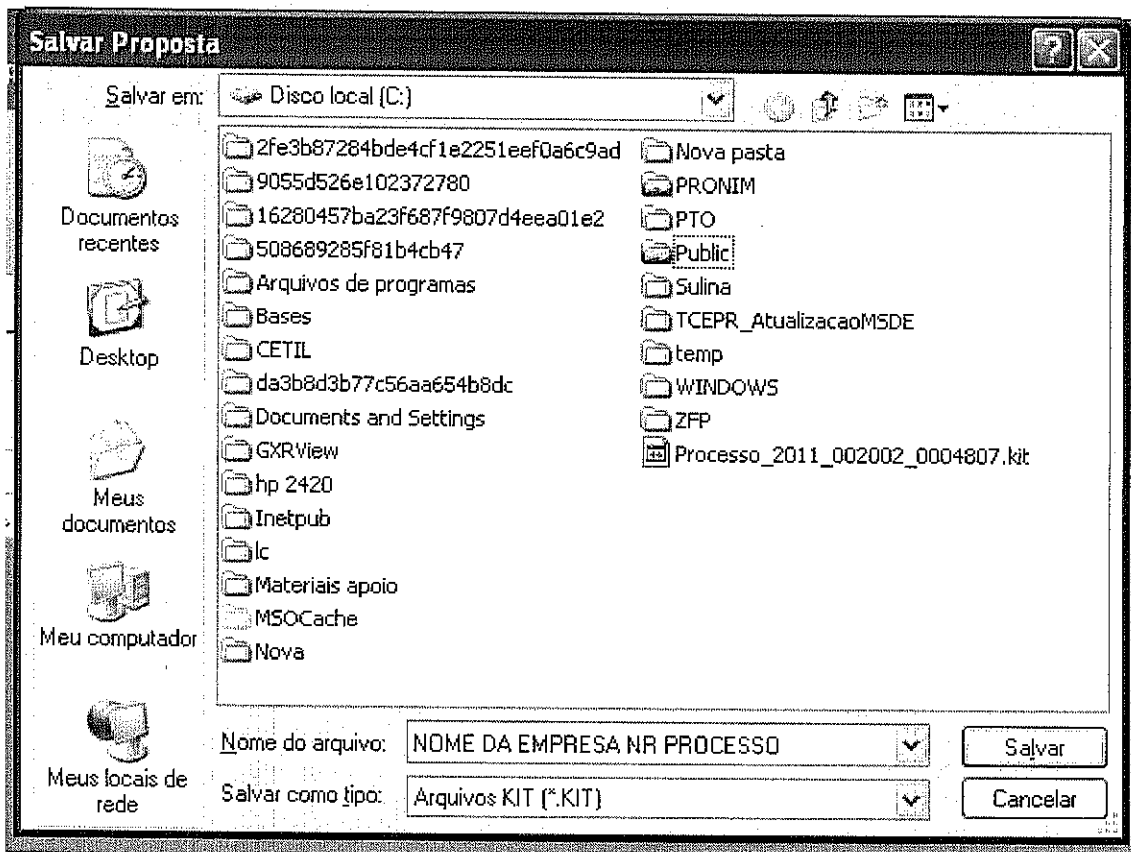 Salvar Proposta
Salvar em: Disco local (C:)
Documentos
recentes
Desktop
Meus
documentos
Meu computador
Meus locais de
rede
2fe3b87284bde4cf1e2251eef0a6c9ad
9055d526e102372780
16280457ba23f687f9807d4eea01e2
508689285f81b4cb47
Arquivos de programas
Bases
CETIL
da3b8d3b77c56aa654b8dc
Documents and Settings
GXRView
hp 2420
Inetpub
lc
Materiais apoio
MSOCache
Nova
Nova pasta
PRONIM
PTO
Public
Sulina
TCEPR_AtualizacaoMSDE
temp
WINDOWS
ZFP
Processo_2011_002002_0004807.kit
Nome do arquivo: NOME DA EMPRESA NR PROCESSO Salvar
Salvar como tipo: Arquivos KIT (*.KIT) Cancelar